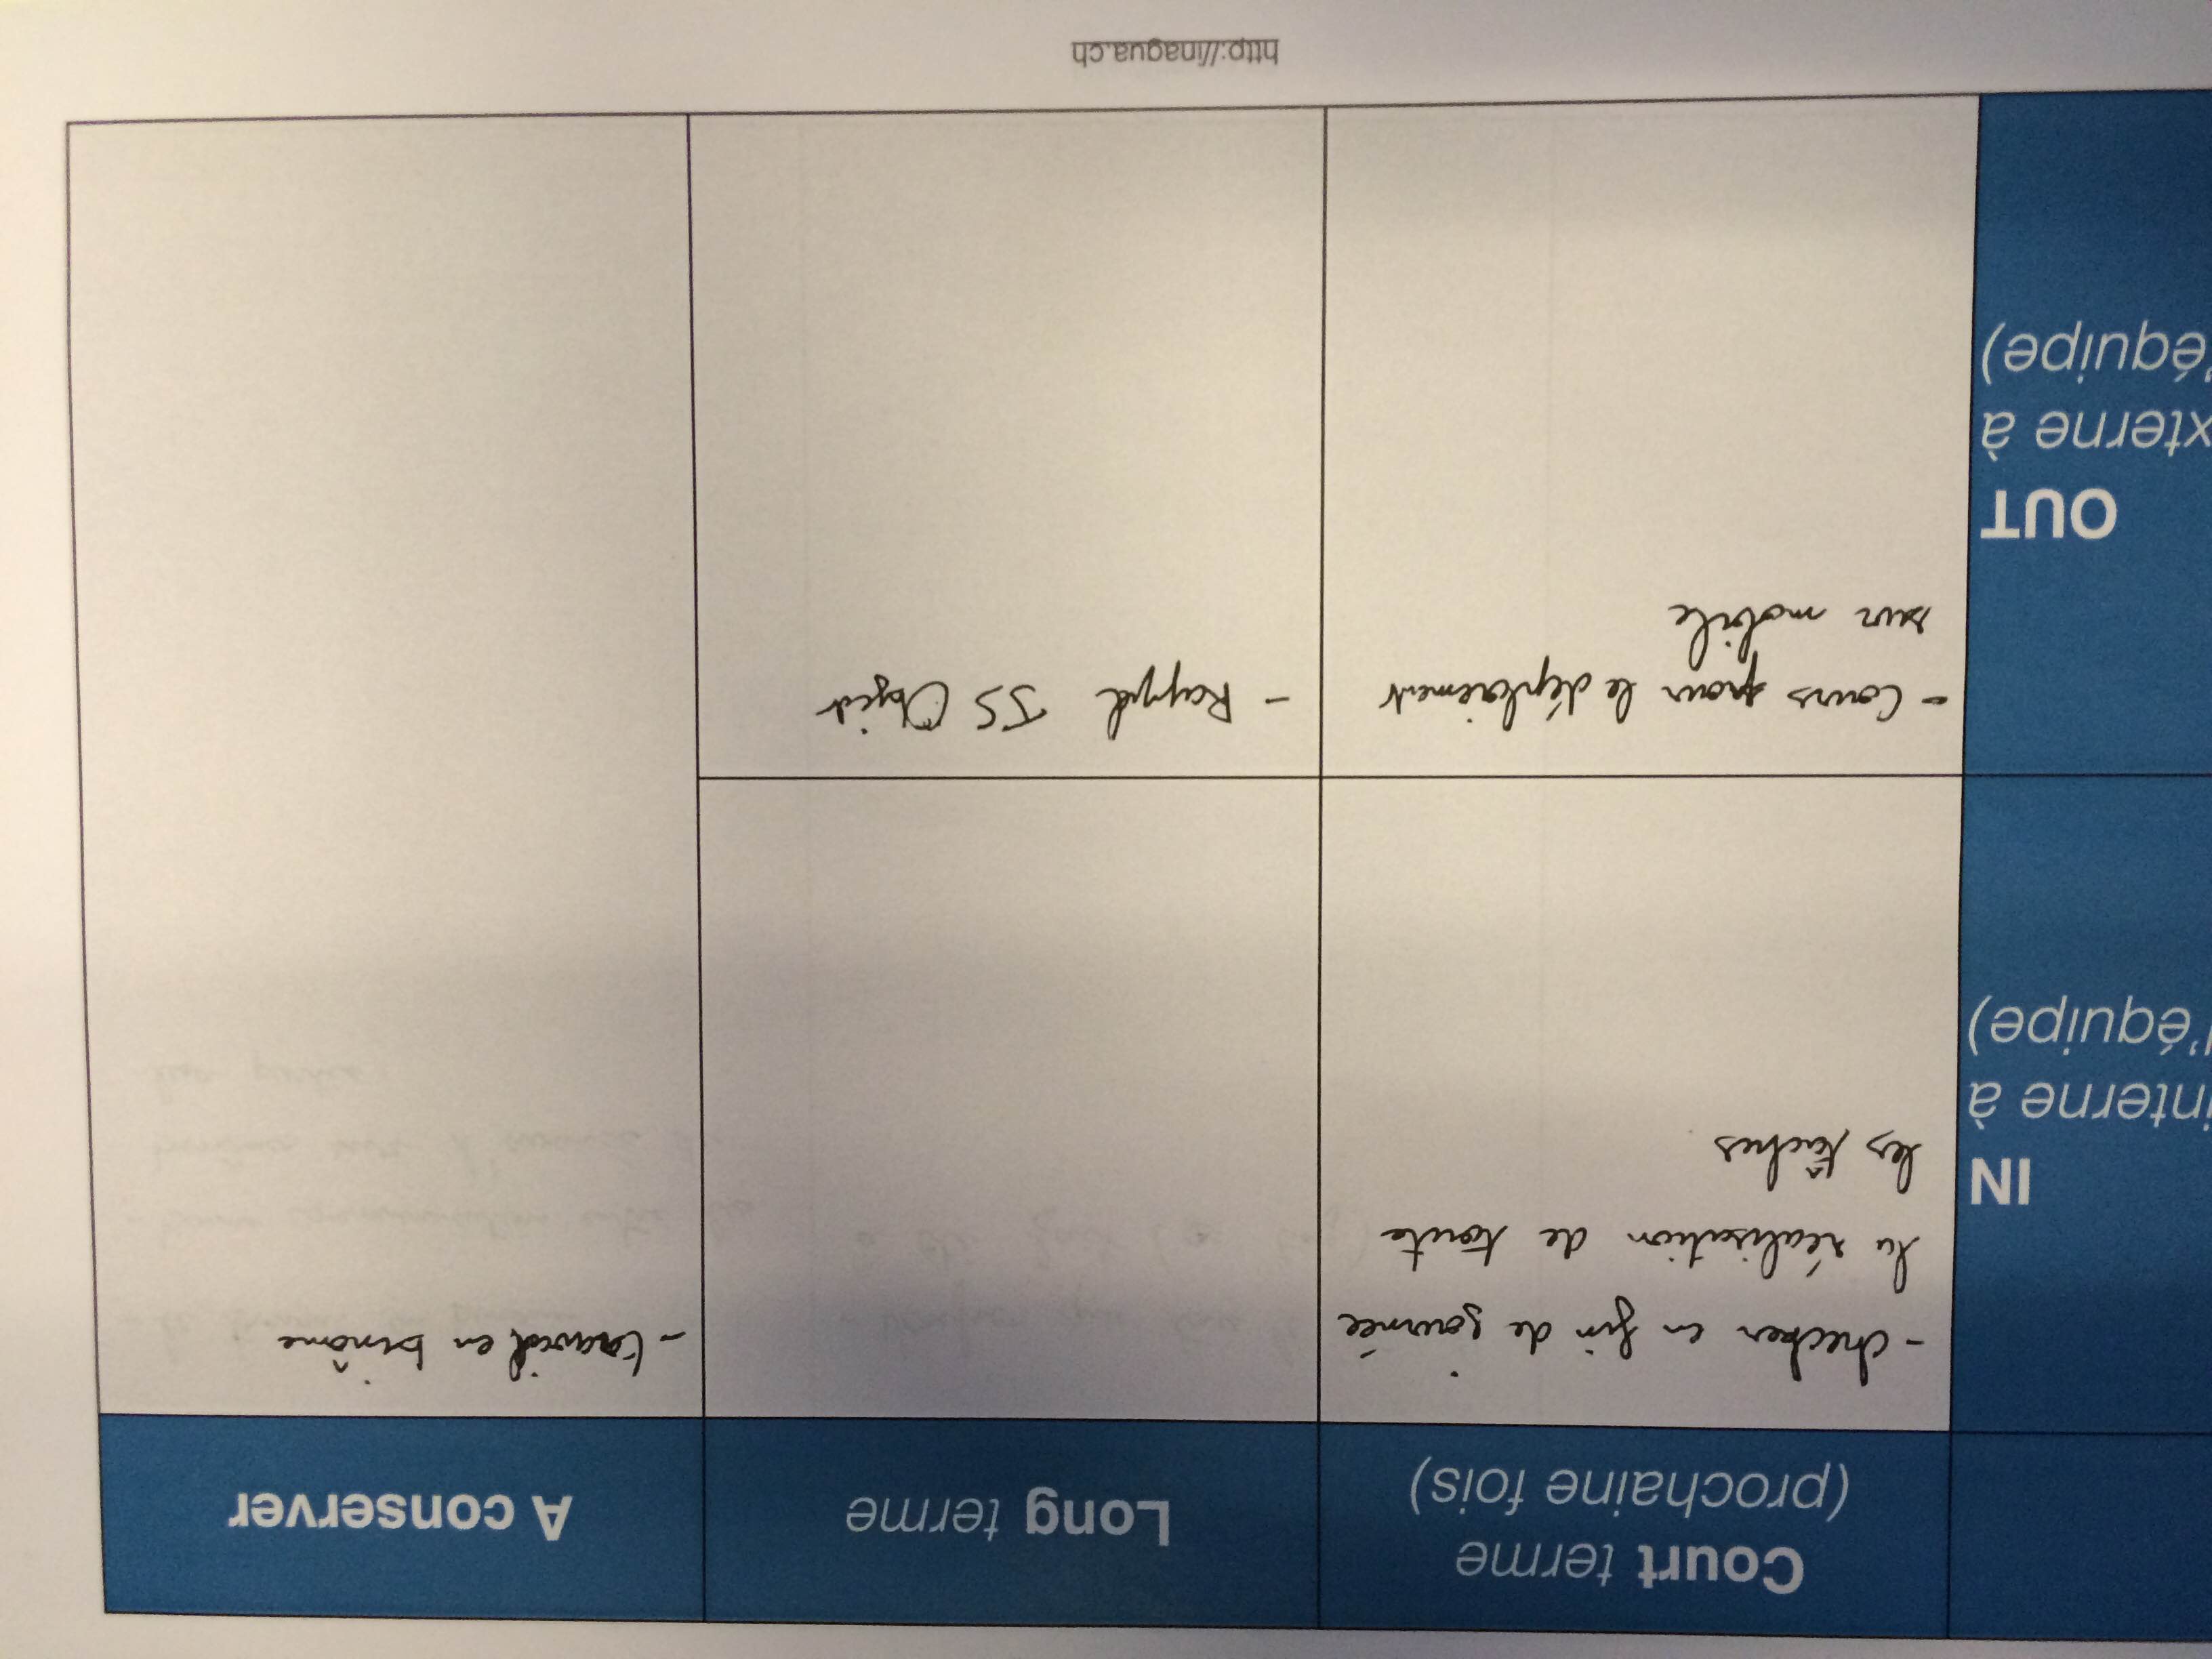 Court terme
(prochaine fois)
Long terme
A conserver
IN
interne à
l'équipe)
- checker en fin de journée
la réalisation de toute
les tâches
- travail en binôme
OUT
xterne à
'équipe)
- Cours pour le déploiement
sur mobile
- Rappel JS Object
http://inagua.ch